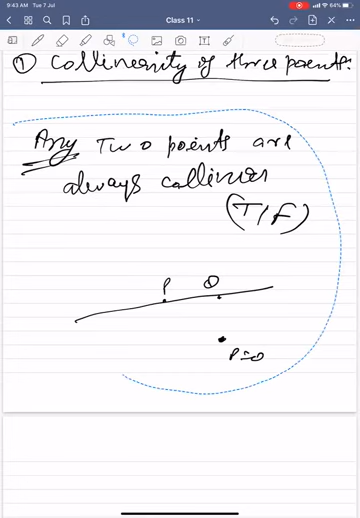 9:43 AM Tue 7 Jul
64%
Class 11
① Collinearity of three points:
Any Two points are
always collinear
(T/F)
P Q
P≡Q